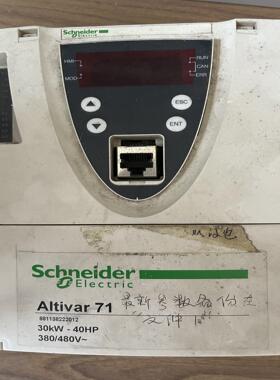 Schneider
Electric
HMI
MOD
RUN
CAN
ERR
ESC
ENT
Schneider
Electric
Altivar 71
30kW - 40HP
380/480V~
最新参数备份在
"文件1"